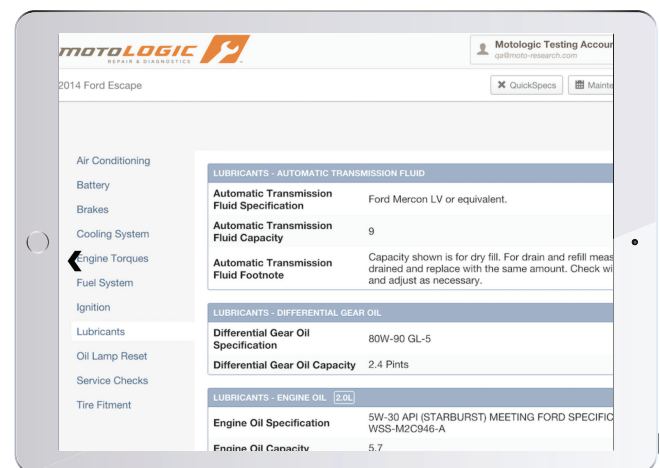 MOTOLOGIC
REPAIR & DIAGNOSTICS
Motologic Testing Accour
qa@moto-research.com
2014 Ford Escape
QuickSpecs
Mainte
Air Conditioning
Battery
Brakes
Cooling System
Engine Torques
Fuel System
Ignition
Lubricants
Oil Lamp Reset
Service Checks
Tire Fitment
LUBRICANTS - AUTOMATIC TRANSMISSION FLUID
Automatic Transmission
Fluid Specification
Ford Mercon LV or equivalent.
Automatic Transmission
Fluid Capacity
9
Automatic Transmission
Fluid Footnote
Capacity shown is for dry fill. For drain and refill meas
drained and replace with the same amount. Check wi
and adjust as necessary.
LUBRICANTS - DIFFERENTIAL GEAR OIL
Differential Gear Oil
Specification
80W-90 GL-5
Differential Gear Oil Capacity
2.4 Pints
LUBRICANTS - ENGINE OIL 2.0L
Engine Oil Specification
5W-30 API (STARBURST) MEETING FORD SPECIFIC
WSS-M2C946-A
Engine Oil Capacity
5.7